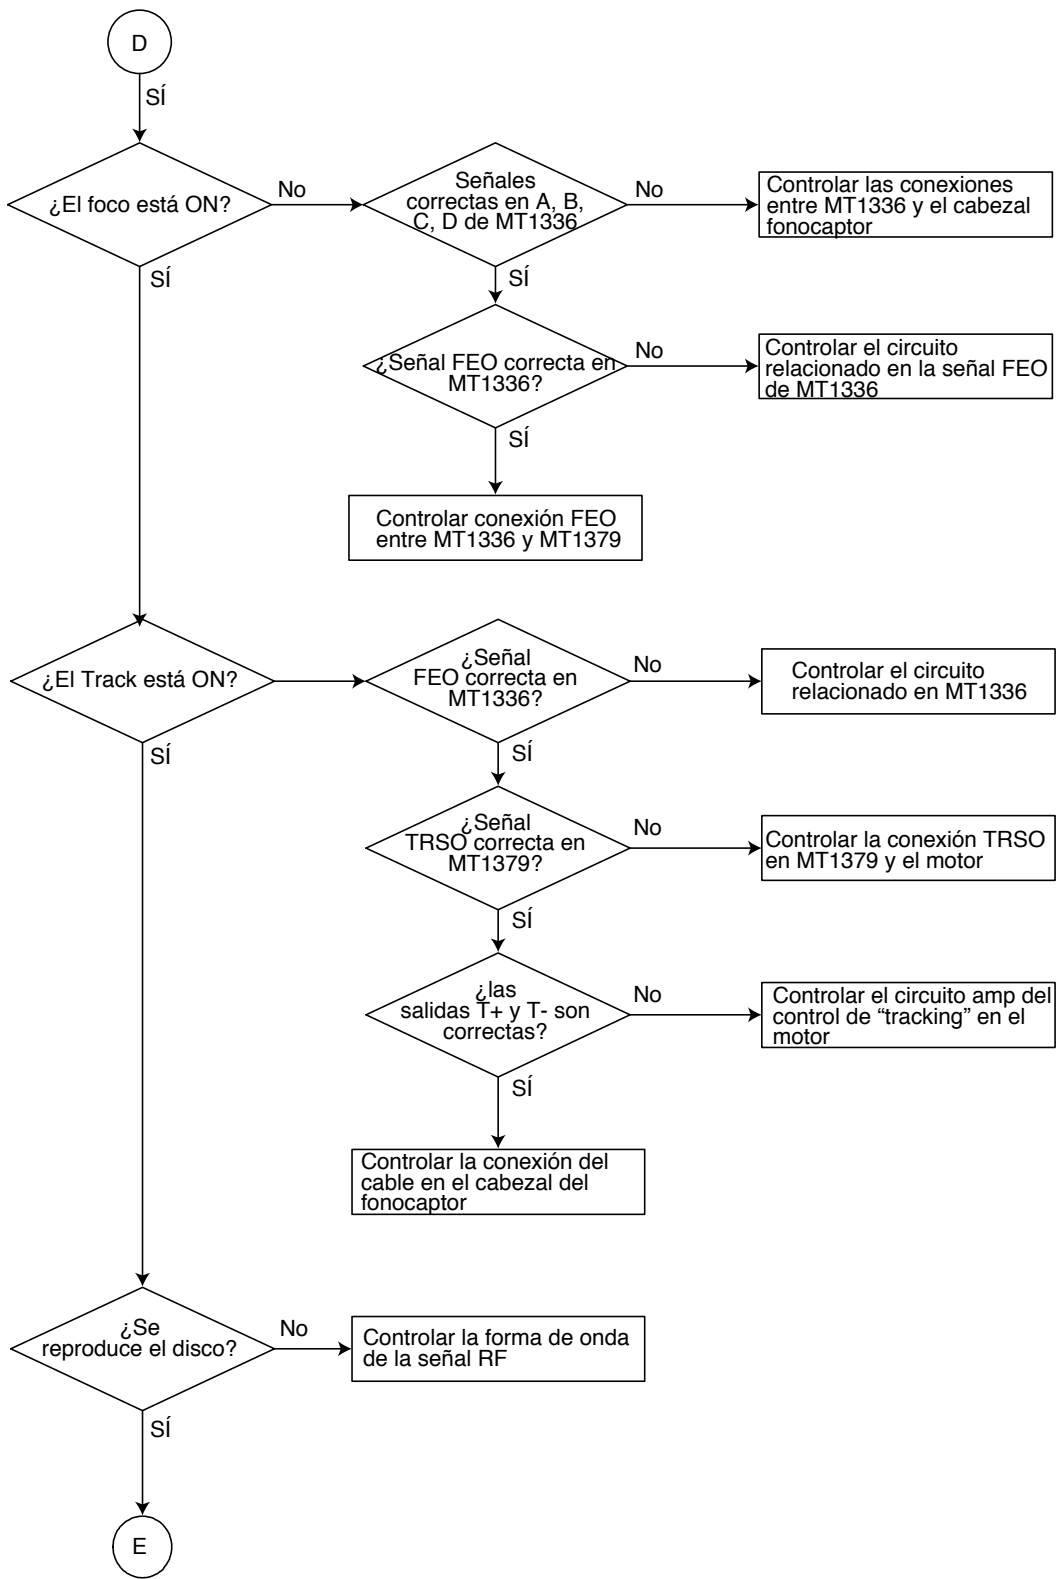 D
SÍ
¿El foco está ON?
No
Señales
correctas en A, B,
C, D de MT1336
No
Controlar las conexiones
entre MT1336 y el cabezal
fonocaptor
SÍ
SÍ
¿Señal FEO correcta en
MT1336?
No
Controlar el circuito
relacionado en la señal FEO
de MT1336
SÍ
Controlar conexión FEO
entre MT1336 y MT1379
¿El Track está ON?
¿Señal
FEO correcta en
MT1336?
No
Controlar el circuito
relacionado en MT1336
SÍ
SÍ
¿Señal
TRSO correcta en
MT1379?
No
Controlar la conexión TRSO
en MT1379 y el motor
SÍ
¿las
salidas T+ y T- son
correctas?
No
Controlar el circuito amp del
control de “tracking” en el
motor
SÍ
Controlar la conexión del
cable en el cabezal del
fonocaptor
¿Se
reproduce el disco?
No
Controlar la forma de onda
de la señal RF
SÍ
E